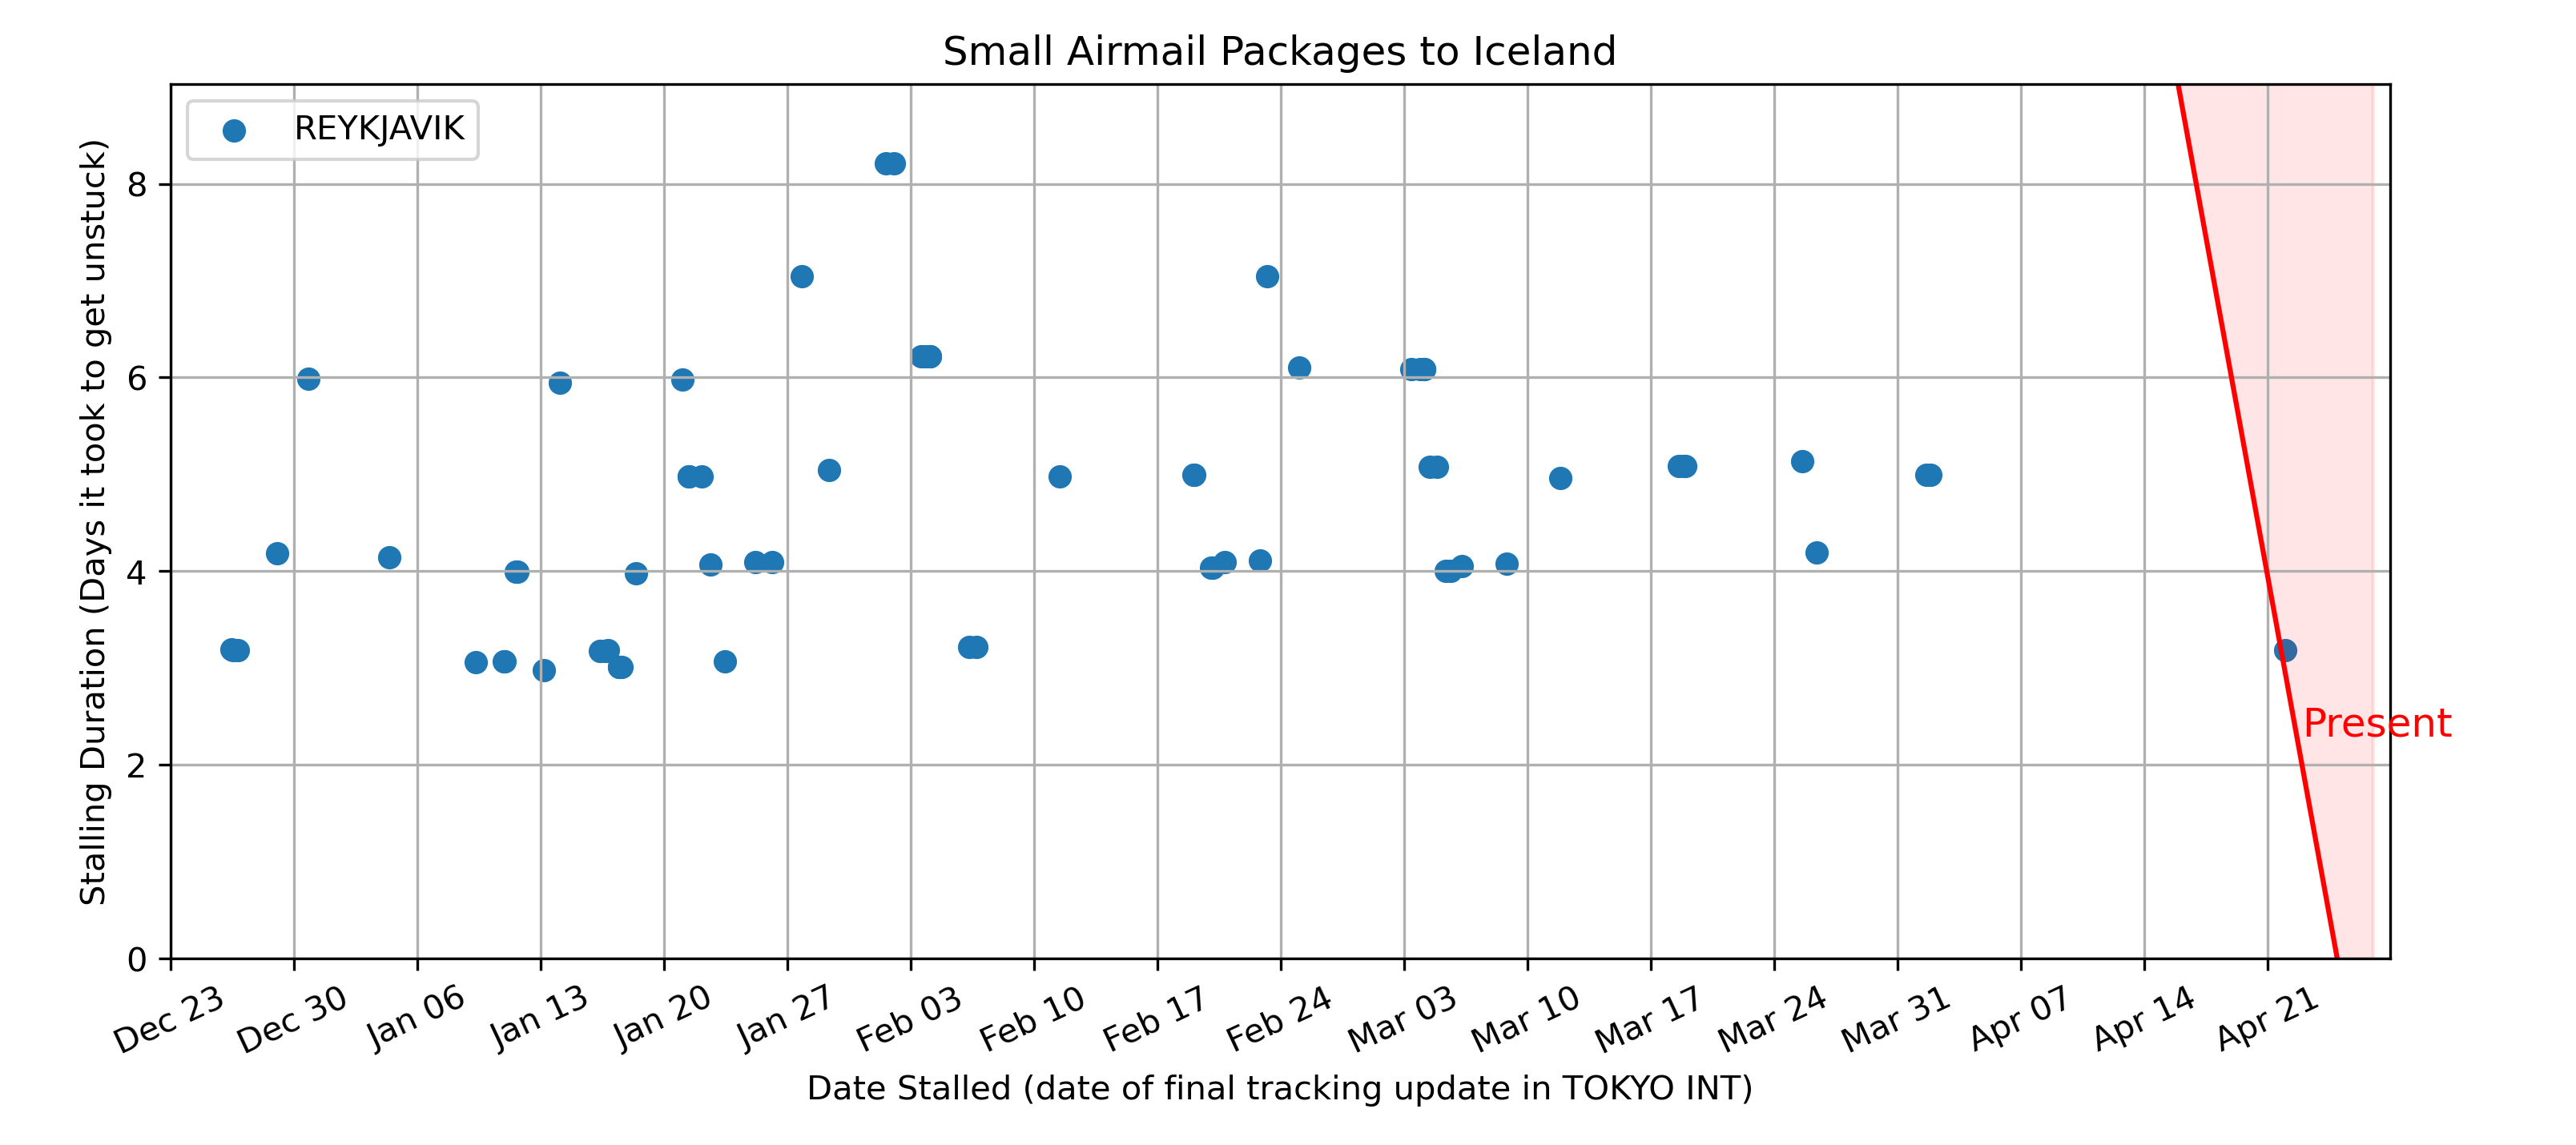 Small Airmail Packages to Iceland
REYKJAVIK
Stalling Duration (Days it took to get unstuck)
8
6
4
2
0
Present
Dec 23
Dec 30
Jan 06
Jan 13
Jan 20
Jan 27
Feb 03
Feb 10
Feb 17
Feb 24
Mar 03
Mar 10
Mar 17
Mar 24
Mar 31
Apr 07
Apr 14
Apr 21
Date Stalled (date of final tracking update in TOKYO INT)